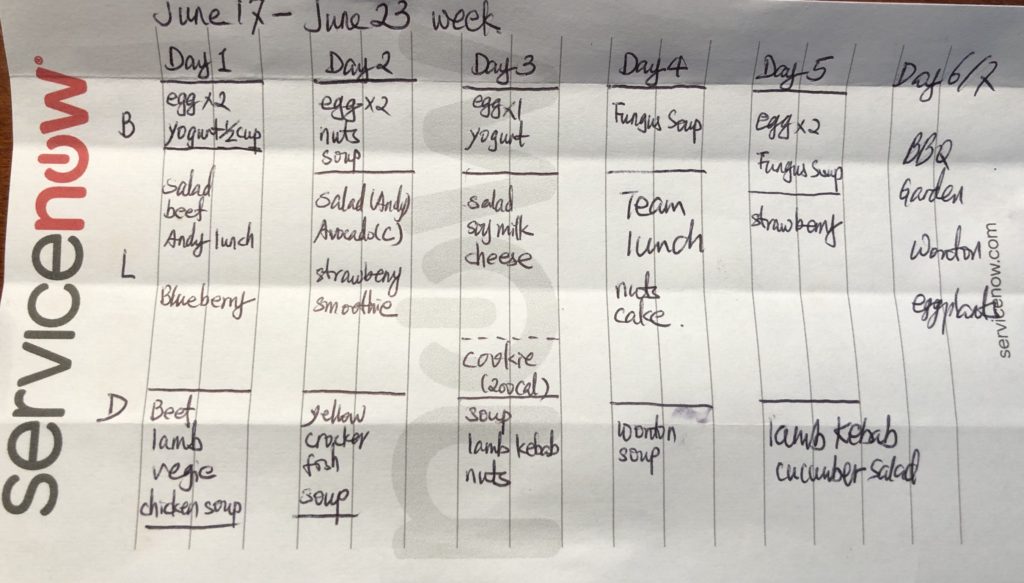 June 17 - June 23 week
Day 1
Day 2
Day 3
Day 4
Day 5
Day 6/7
B
egg x2
yogurt ½ cup
egg x2
nuts
soup
egg x1
yogurt
Fungus Soup
egg x2
Fungus Soup
BBQ
Garden
Wonton
eggplants
L
Salad
beef
Andy lunch
Blueberry
Salad (Andy)
Avocado(C)
strawberry
smoothie
salad
soy milk
cheese
cookie
(200cal)
Team
lunch
nuts
cake.
strawberry
D
Beef
lamb
vegie
chicken soup
yellow
crocker
fish
soup
soup
lamb kebab
nuts
wonton
soup
lamb kebab
cucumber salad
servicenow
servicenow.com
now